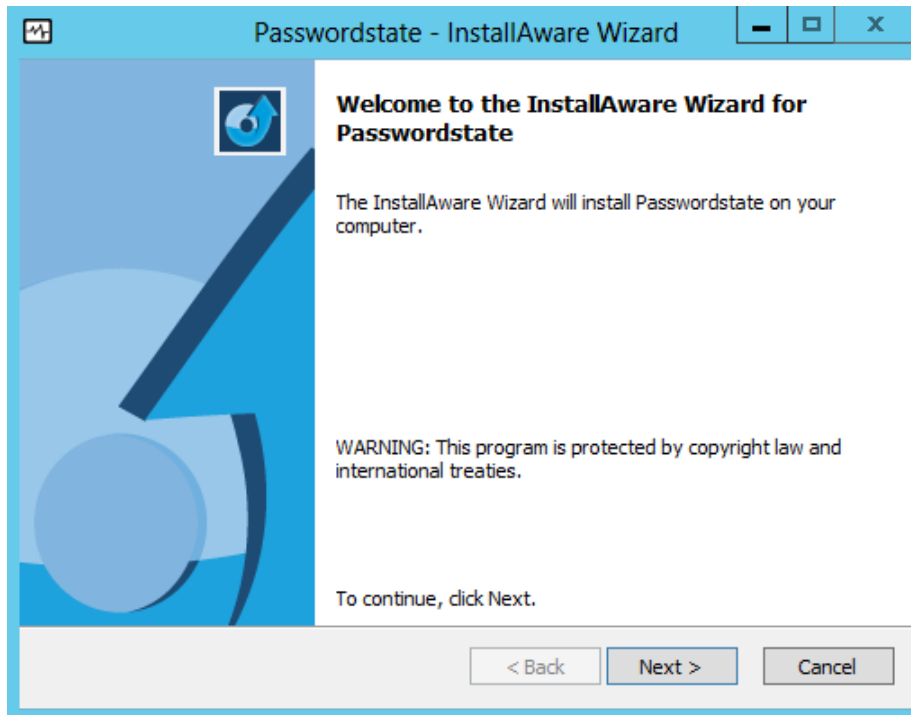 Passwordstate - InstallAware Wizard
Welcome to the InstallAware Wizard for
Passwordstate
The InstallAware Wizard will install Passwordstate on your
computer.
WARNING: This program is protected by copyright law and
international treaties.
To continue, click Next.
< Back
Next >
Cancel